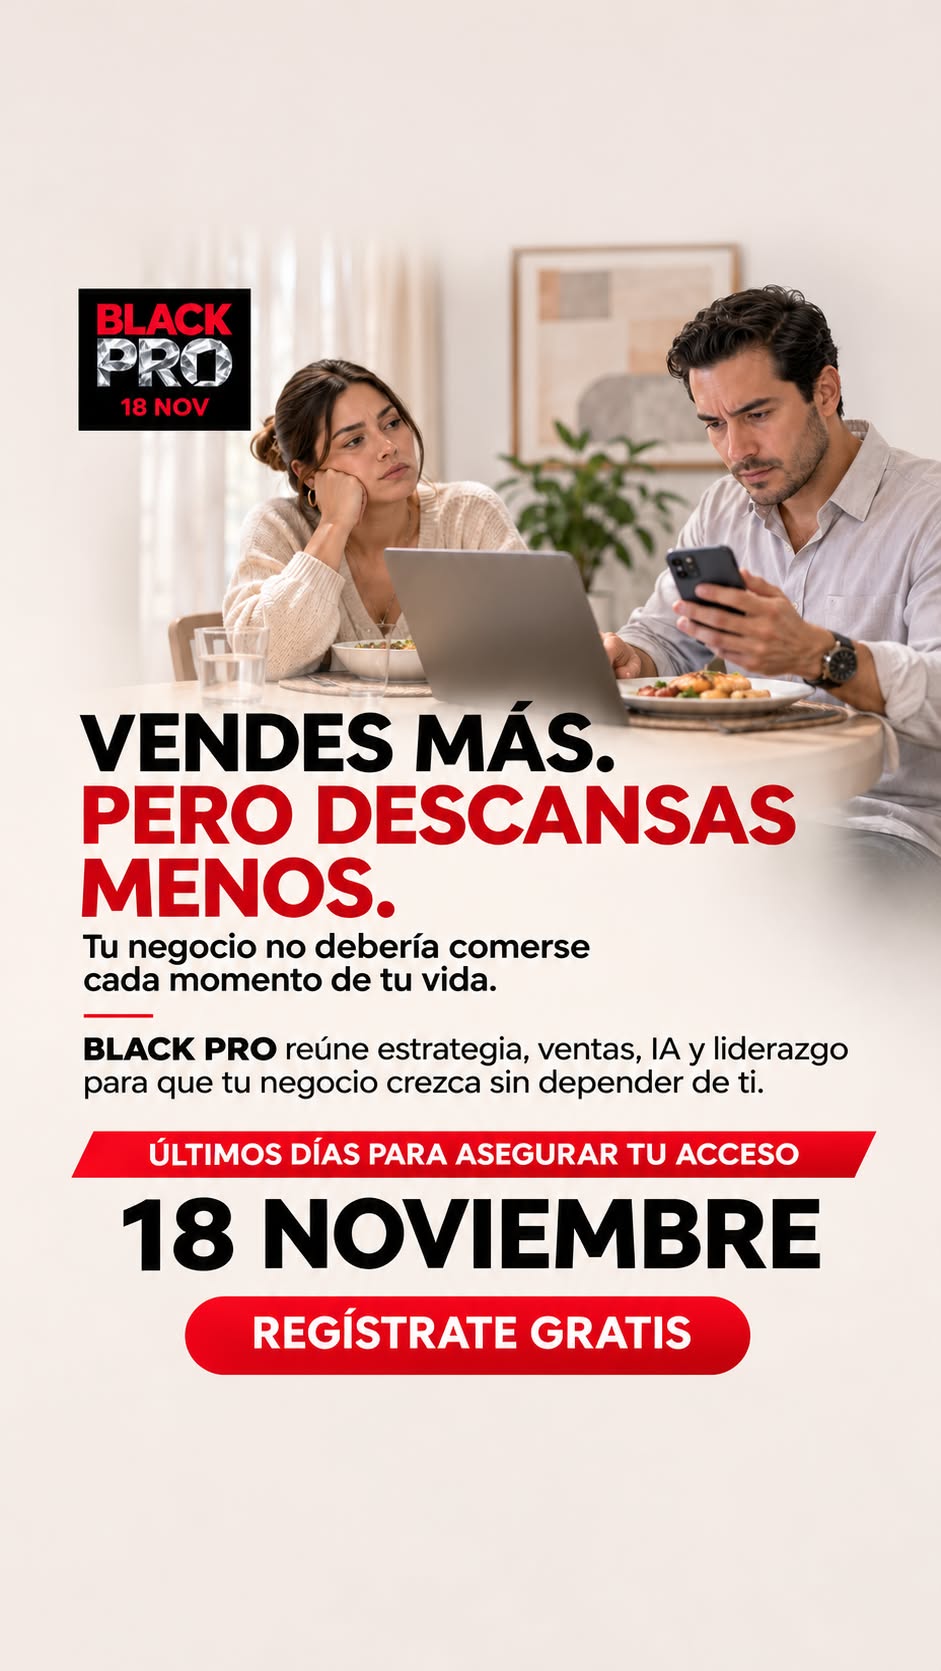 BLACK
PRO
18 NOV
VENDES MÁS.
PERO DESCANSAS
MENOS.
Tu negocio no debería comerse
cada momento de tu vida.
BLACK PRO reúne estrategia, ventas, IA y liderazgo
para que tu negocio crezca sin depender de ti.
ÚLTIMOS DÍAS PARA ASEGURAR TU ACCESO
18 NOVIEMBRE
REGÍSTRATE GRATIS